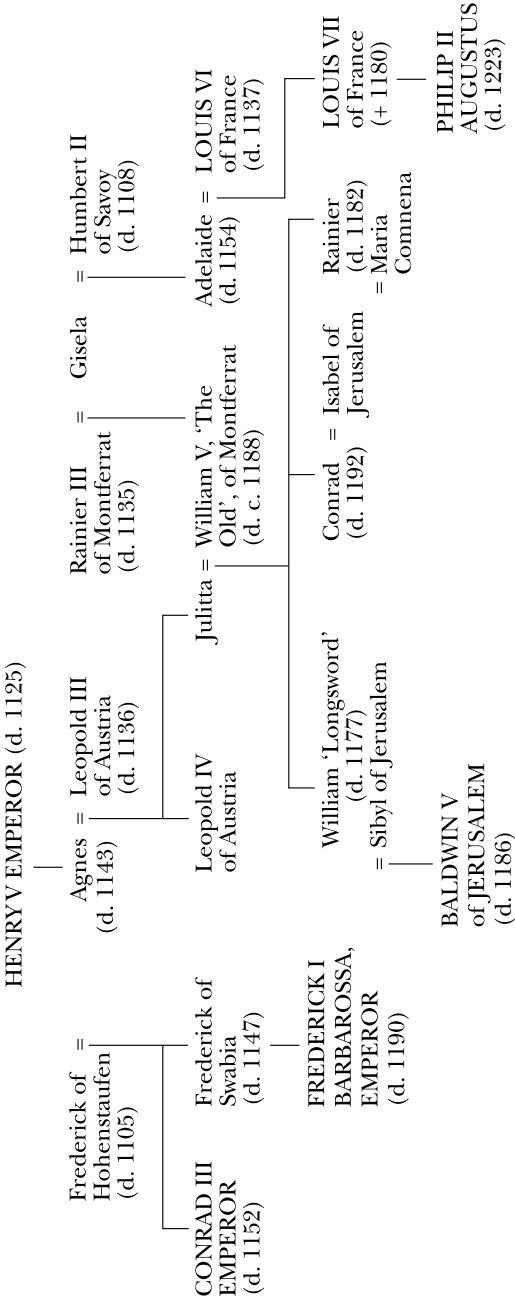 HENRY V EMPEROR (d. 1125)
Frederick of
Hohenstaufen
(d. 1105)
=
Agnes
(d. 1143)
=
Leopold III
of Austria
(d. 1136)
Rainier III
of Montferrat
(d. 1135)
=
Gisela
=
Humbert II
of Savoy
(d. 1108)
CONRAD III
EMPEROR
(d. 1152)
Frederick of
Swabia
(d. 1147)
Leopold IV
of Austria
Julitta
=
William V, ‘The
Old’, of Montferrat
(d. c. 1188)
Adelaide
(d. 1154)
=
LOUIS VI
of France
(d. 1137)
FREDERICK I
BARBAROSSA,
EMPEROR
(d. 1190)
William ‘Longsword’
(d. 1177)
= Sibyl of Jerusalem
Conrad
(d. 1192)
=
Isabel of
Jerusalem
Rainier
(d. 1182)
= Maria
Comnena
LOUIS VII
of France
(+ 1180)
BALDWIN V
of JERUSALEM
(d. 1186)
PHILIP II
AUGUSTUS
(d. 1223)